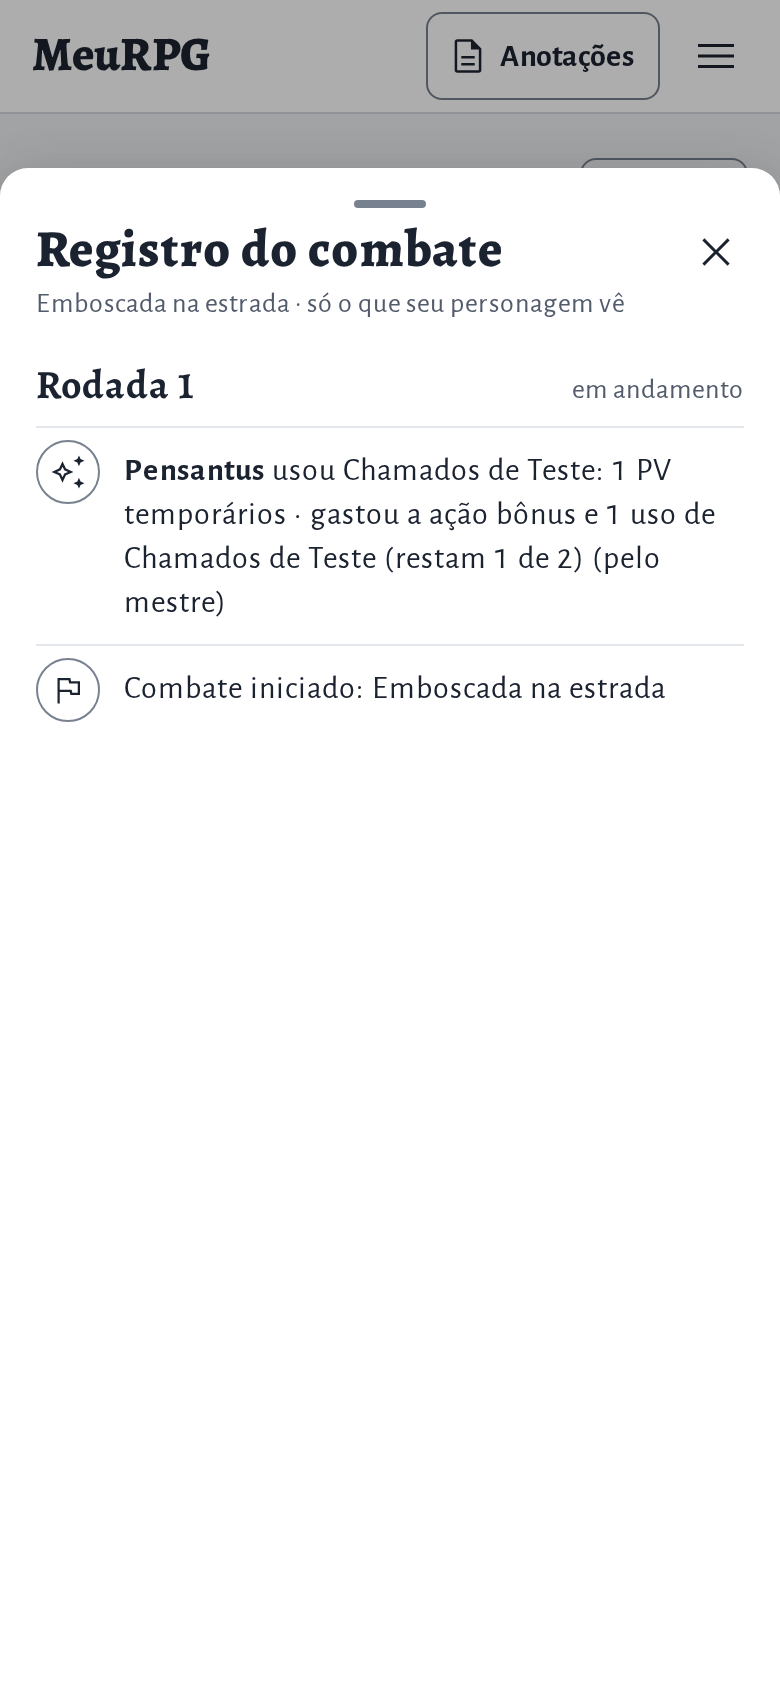 MeuRPG
Anotações
Registro do combate
Emboscada na estrada · só o que seu personagem vê
Rodada 1
em andamento
Pensantus usou Chamados de Teste: 1 PV
temporários · gastou a ação bônus e 1 uso de
Chamados de Teste (restam 1 de 2) (pelo
mestre)
Combate iniciado: Emboscada na estrada